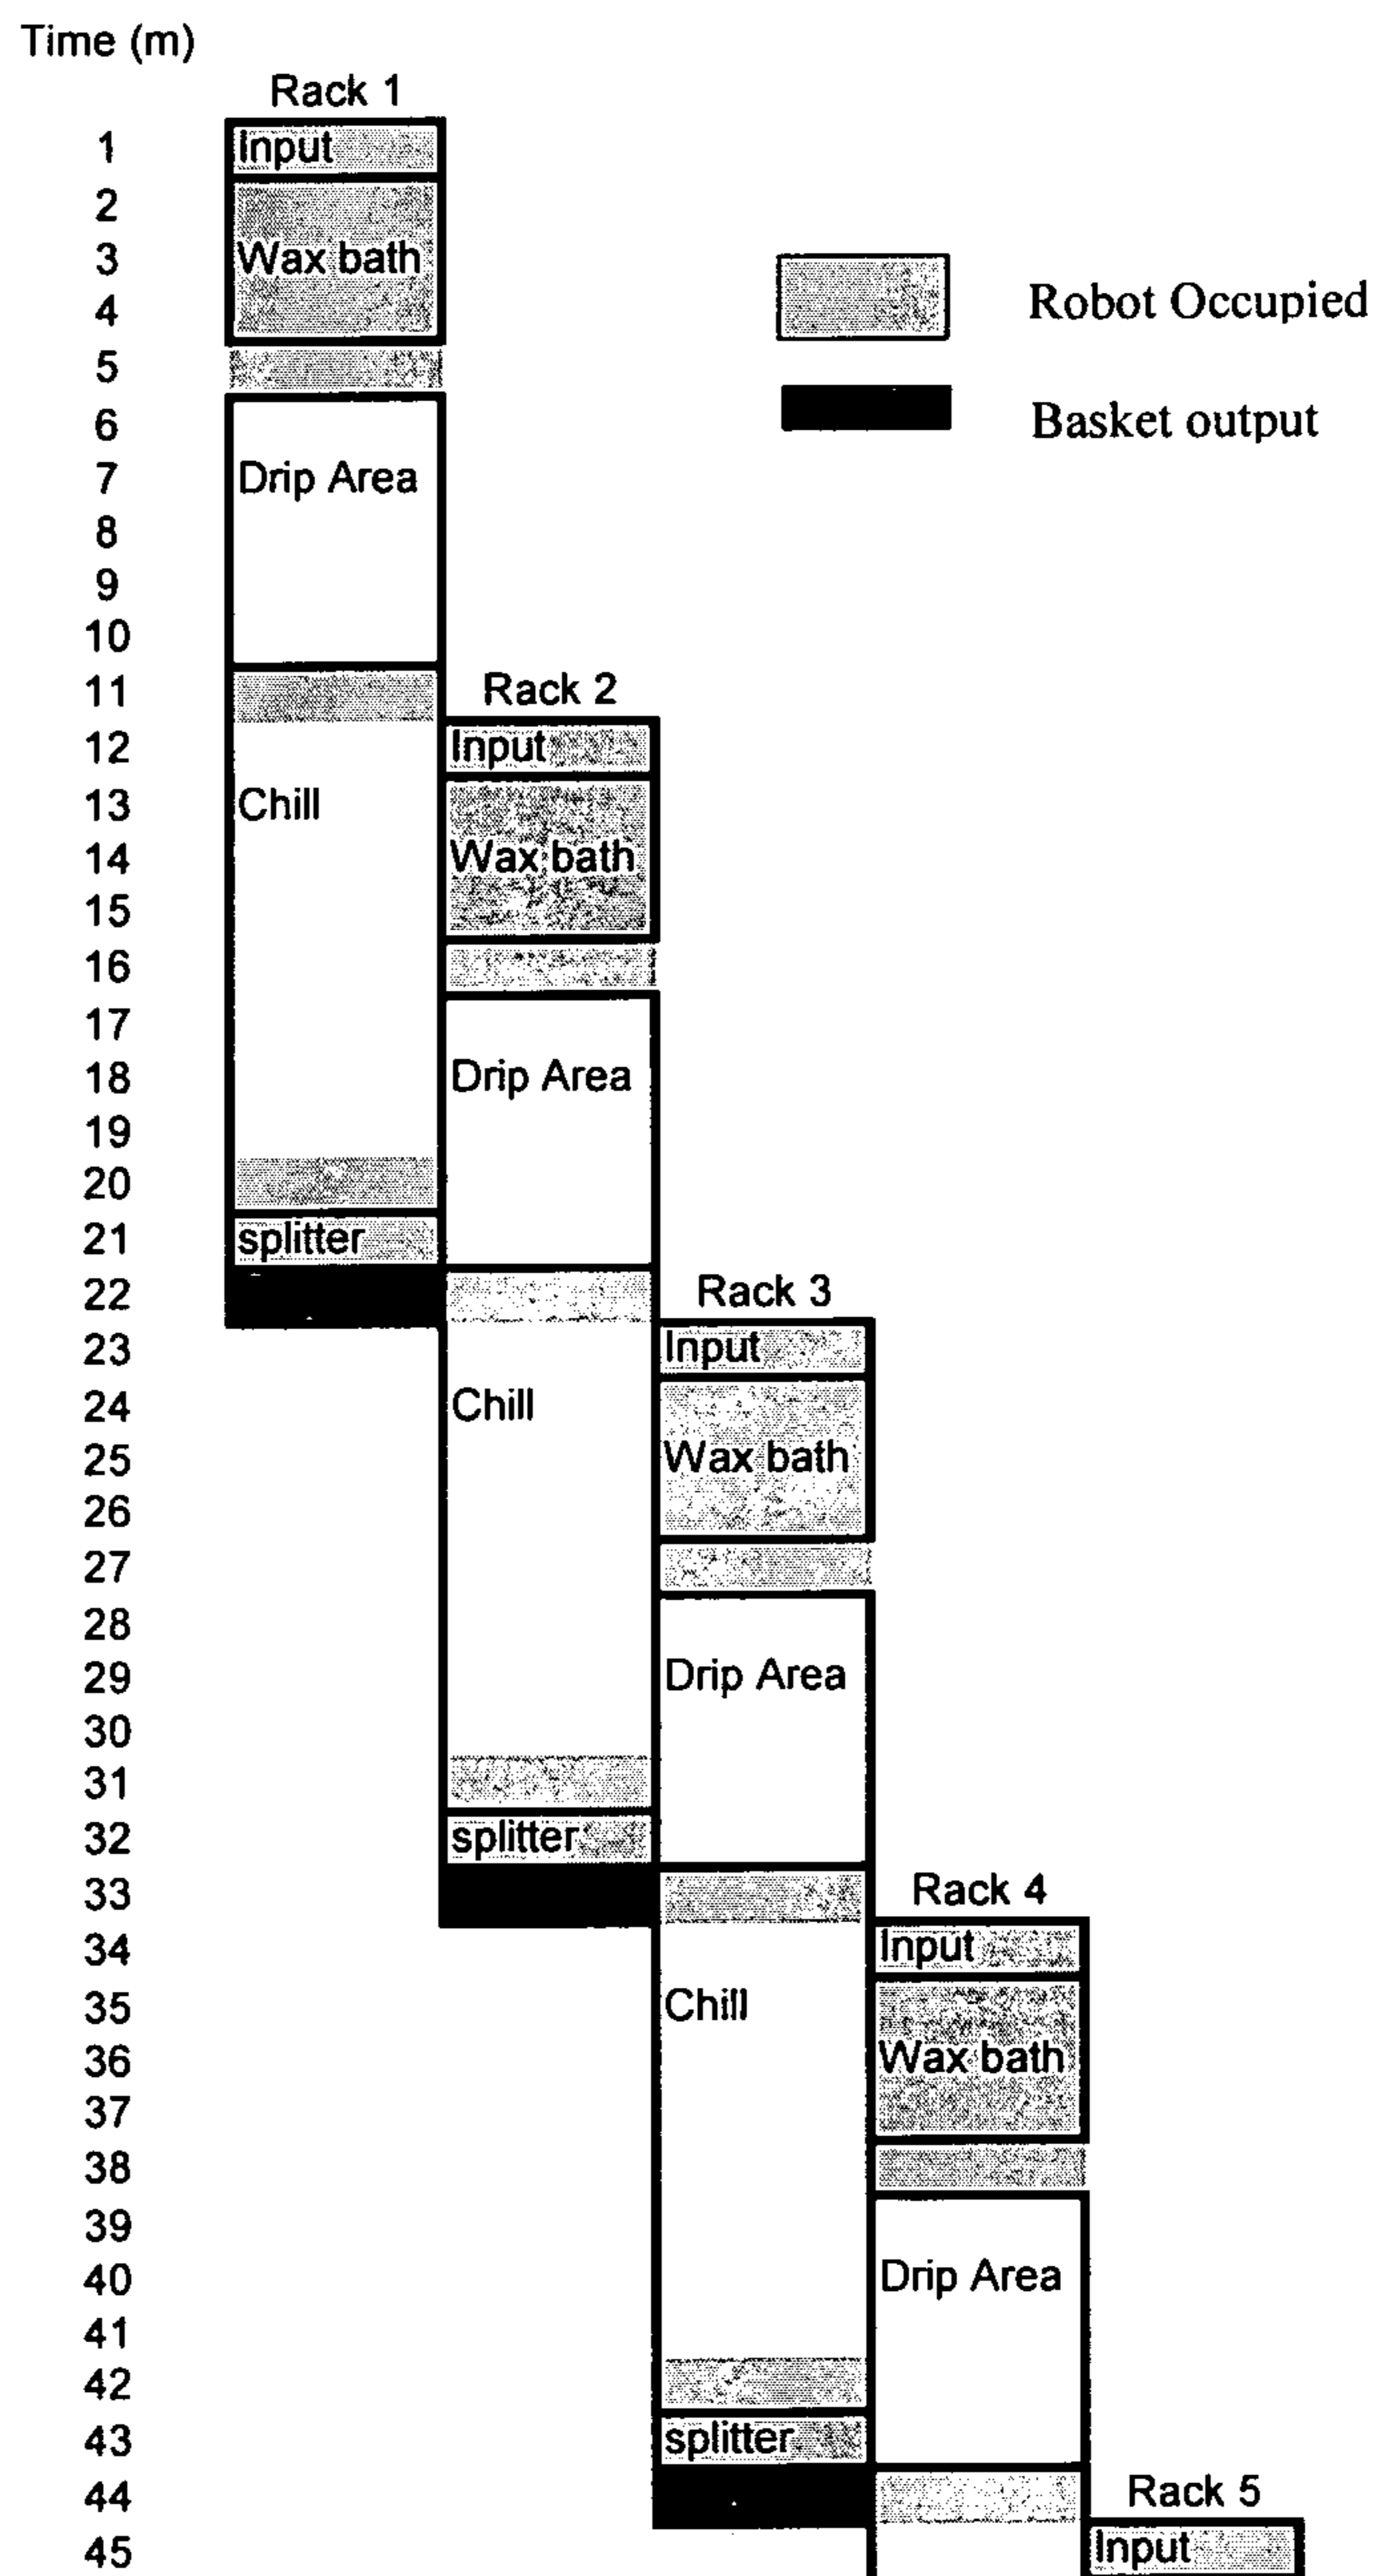 Time (m)
Rack 1
1 Input
2
3 Wax bath
4
5
6
7 Drip Area
8
9
10
11
12
13 Chill
14
15
16
17
18
19
20
21 splitter
22
23
24
25
26
27
28
29
30
31
32
33
34
35
36
37
38
39
40
41
42
43
44
45
Robot Occupied
Basket output
Rack 2
Input
Wax bath
Drip Area
Chill
splitter
Rack 3
Input
Wax bath
Drip Area
Chill
splitter
Rack 4
Input
Wax bath
Drip Area
Rack 5
Input